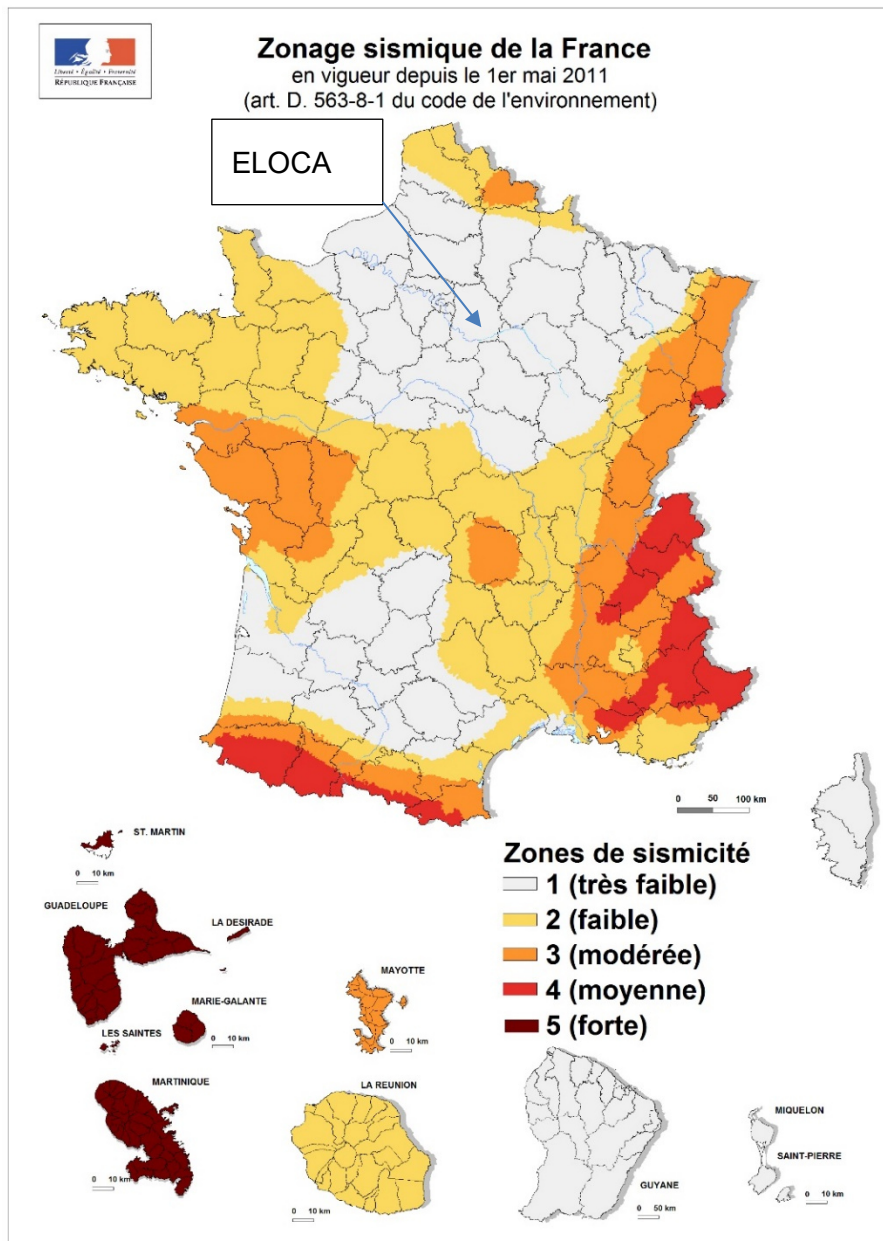 Liberté • Égalité • Fraternité
RÉPUBLIQUE FRANÇAISE
Zonage sismique de la France
en vigueur depuis le 1er mai 2011
(art. D. 563-8-1 du code de l'environnement)
ELOCA
0 50 100 km
ST. MARTIN
0 10 km
GUADELOUPE
LA DESIRADE
MARIE-GALANTE
LES SAINTES
0 10 km
0 10 km
MARTINIQUE
0 10 km
MAYOTTE
0 10 km
LA REUNION
0 10 km
Zones de sismicité
1 (très faible)
2 (faible)
3 (modérée)
4 (moyenne)
5 (forte)
GUYANE
0 50 km
MIQUELON
SAINT-PIERRE
0 10 km